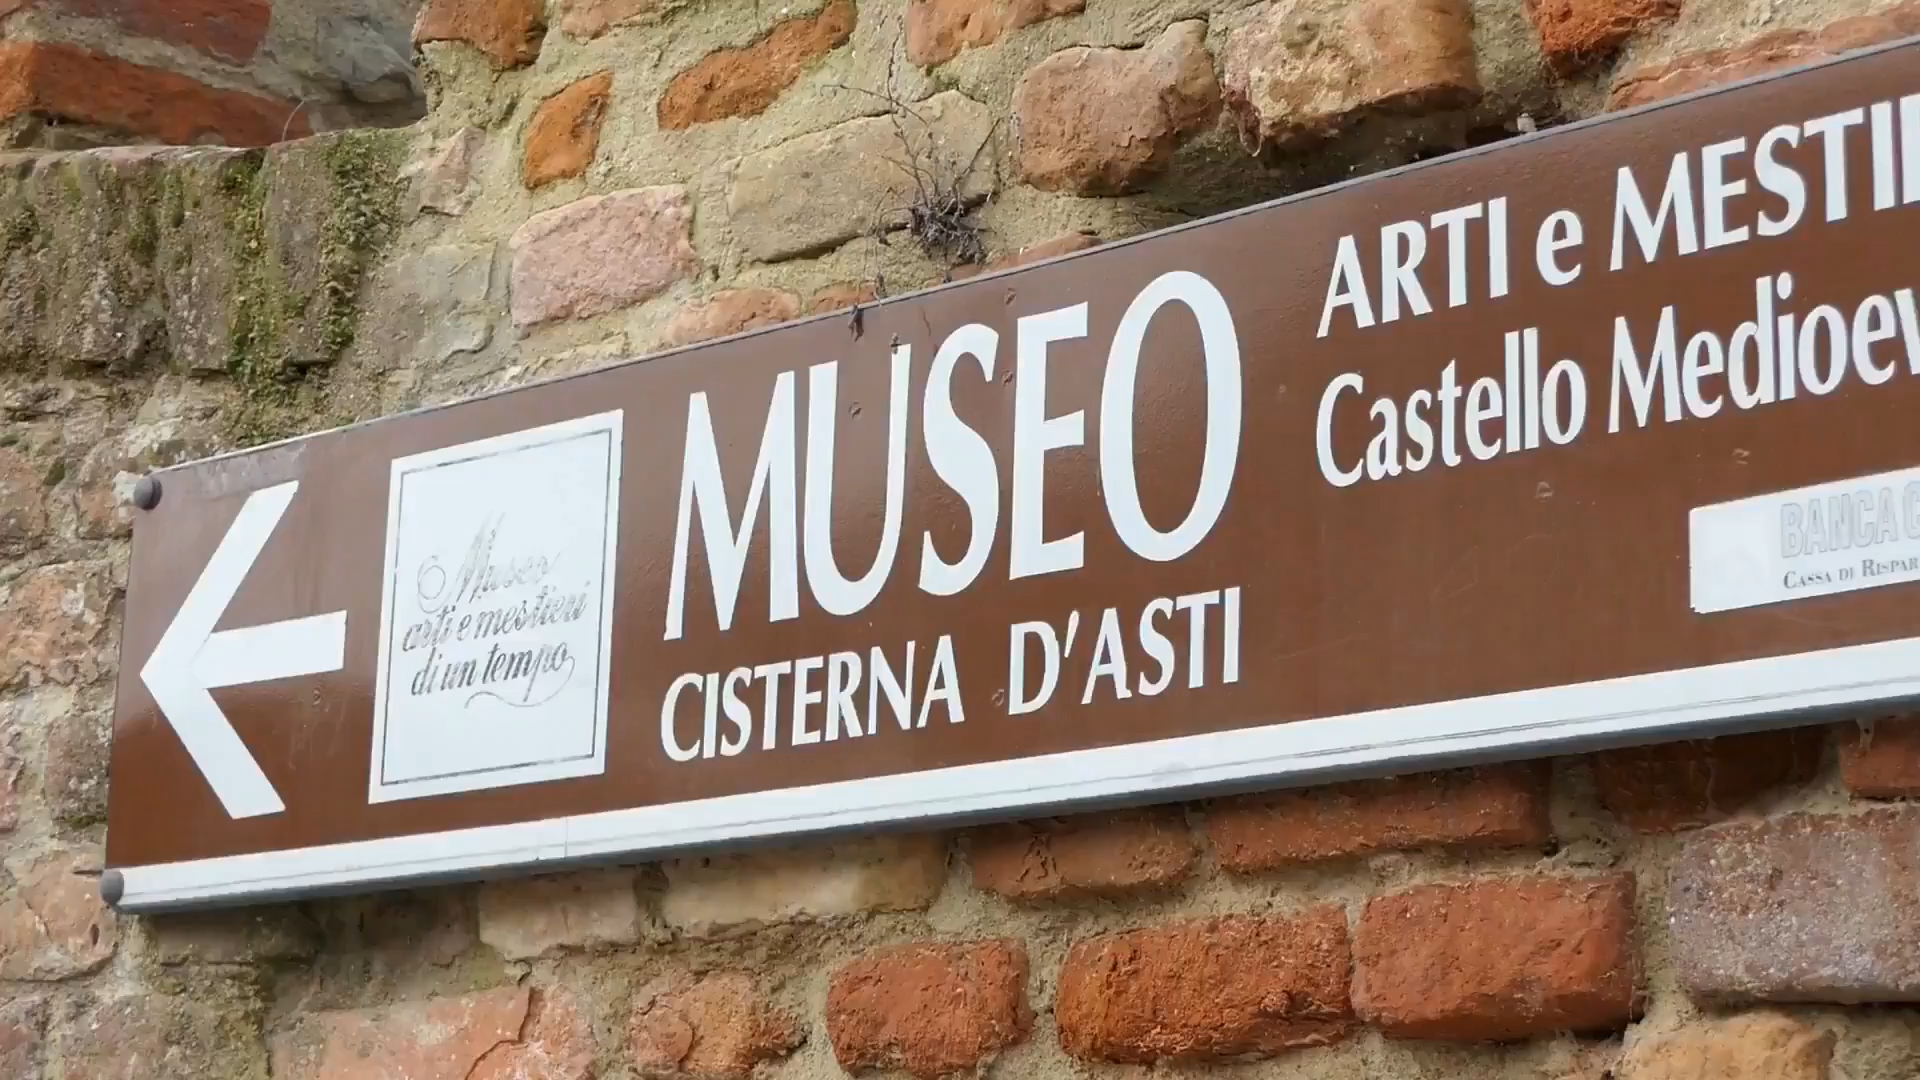 Museo
arti e mestieri
di un tempo
MUSEO
CISTERNA D'ASTI
ARTI e MESTI
Castello Medioev
BANCA C
CASSA DI RISPAR